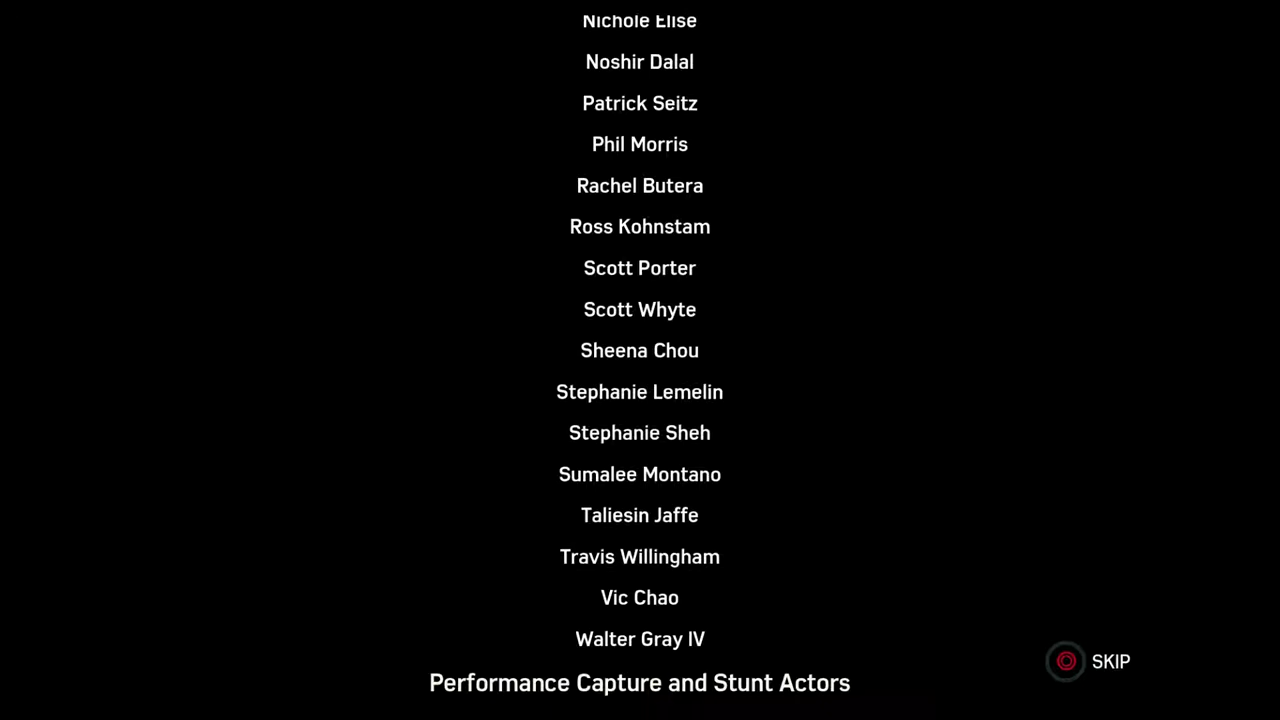 Nichole Elise
Noshir Dalal
Patrick Seitz
Phil Morris
Rachel Butera
Ross Kohnstam
Scott Porter
Scott Whyte
Sheena Chou
Stephanie Lemelin
Stephanie Sheh
Sumalee Montano
Taliesin Jaffe
Travis Willingham
Vic Chao
Walter Gray IV
SKIP
Performance Capture and Stunt Actors